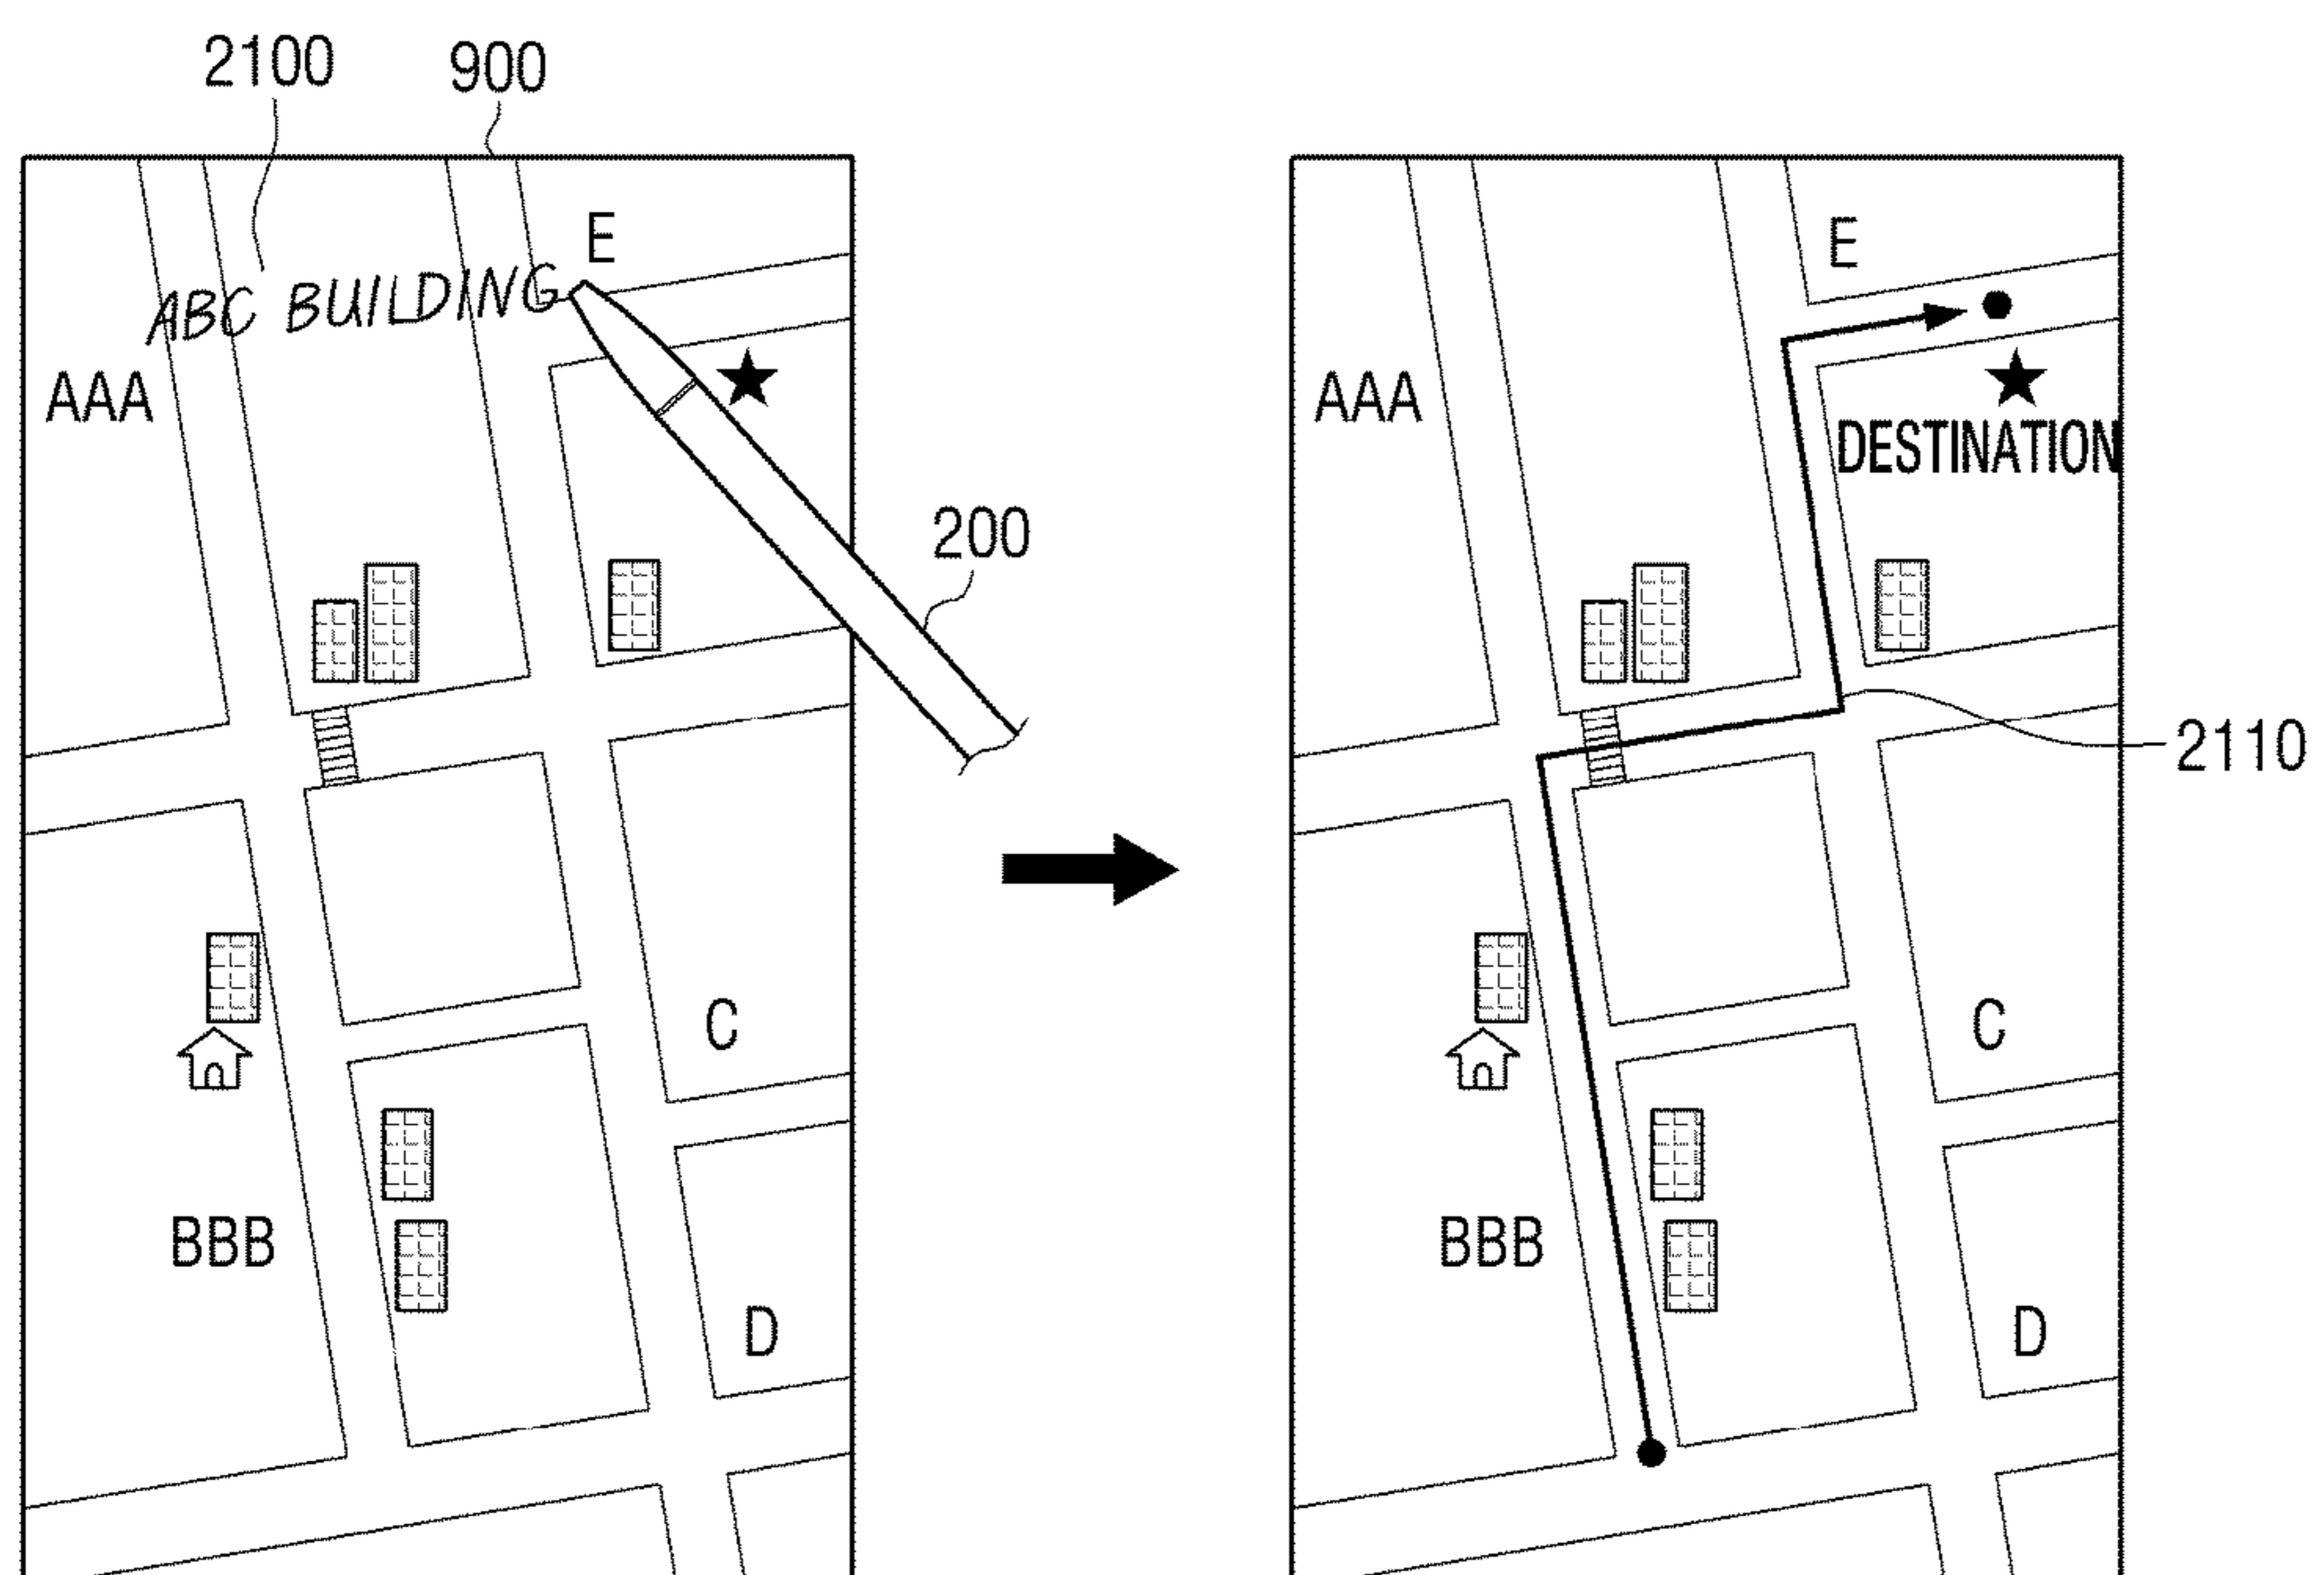 2100
900
E
ABC BUILDING
AAA
200
C
BBB
D
E
AAA
DESTINATION
2110
C
BBB
D